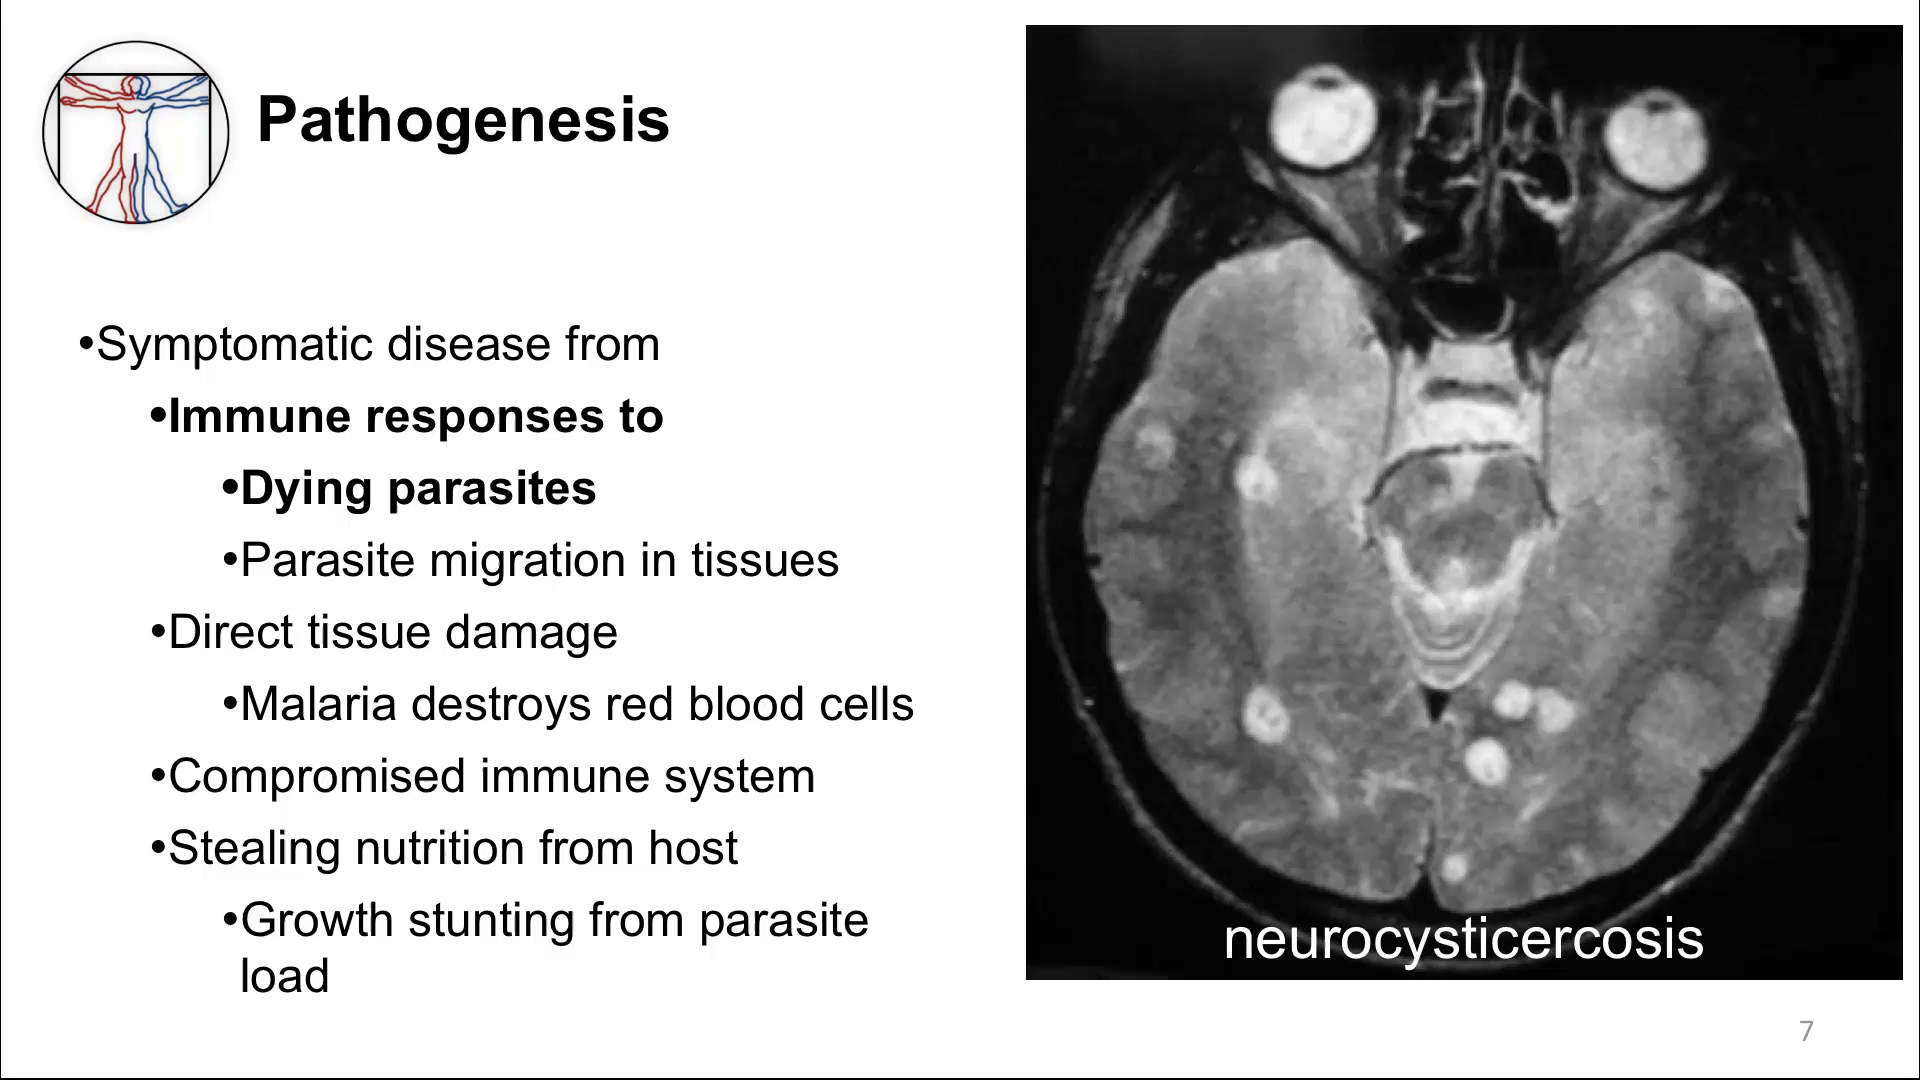 Pathogenesis
•Symptomatic disease from
•Immune responses to
•Dying parasites
•Parasite migration in tissues
•Direct tissue damage
•Malaria destroys red blood cells
•Compromised immune system
•Stealing nutrition from host
•Growth stunting from parasite
load
neurocysticercosis
7